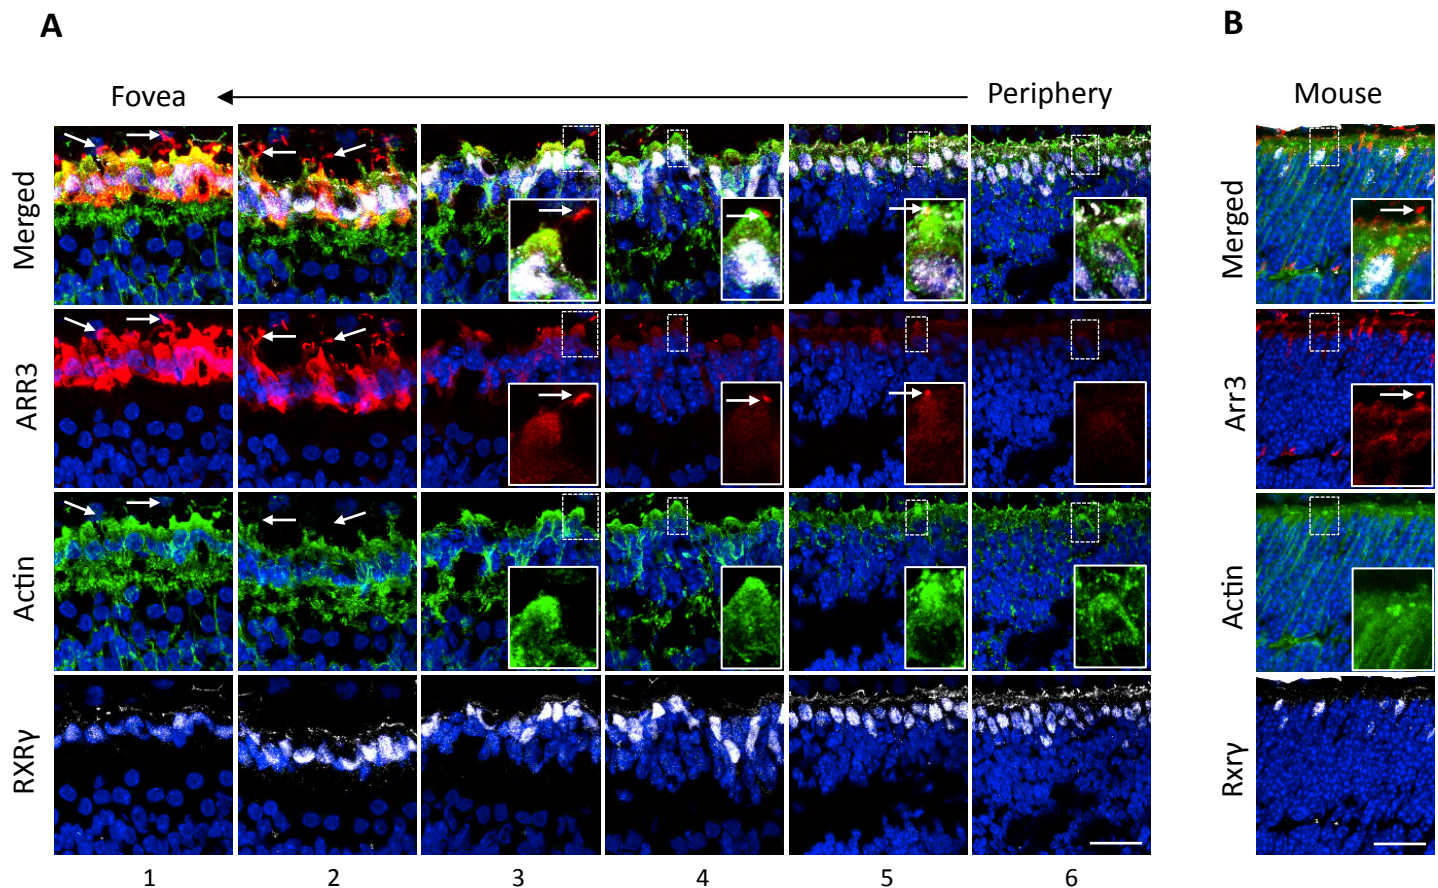 A
B
Fovea
Periphery
Mouse
Merged
Merged
ARR3
Arr3
Actin
Actin
RXRγ
Rxrγ
1 2 3 4 5 6